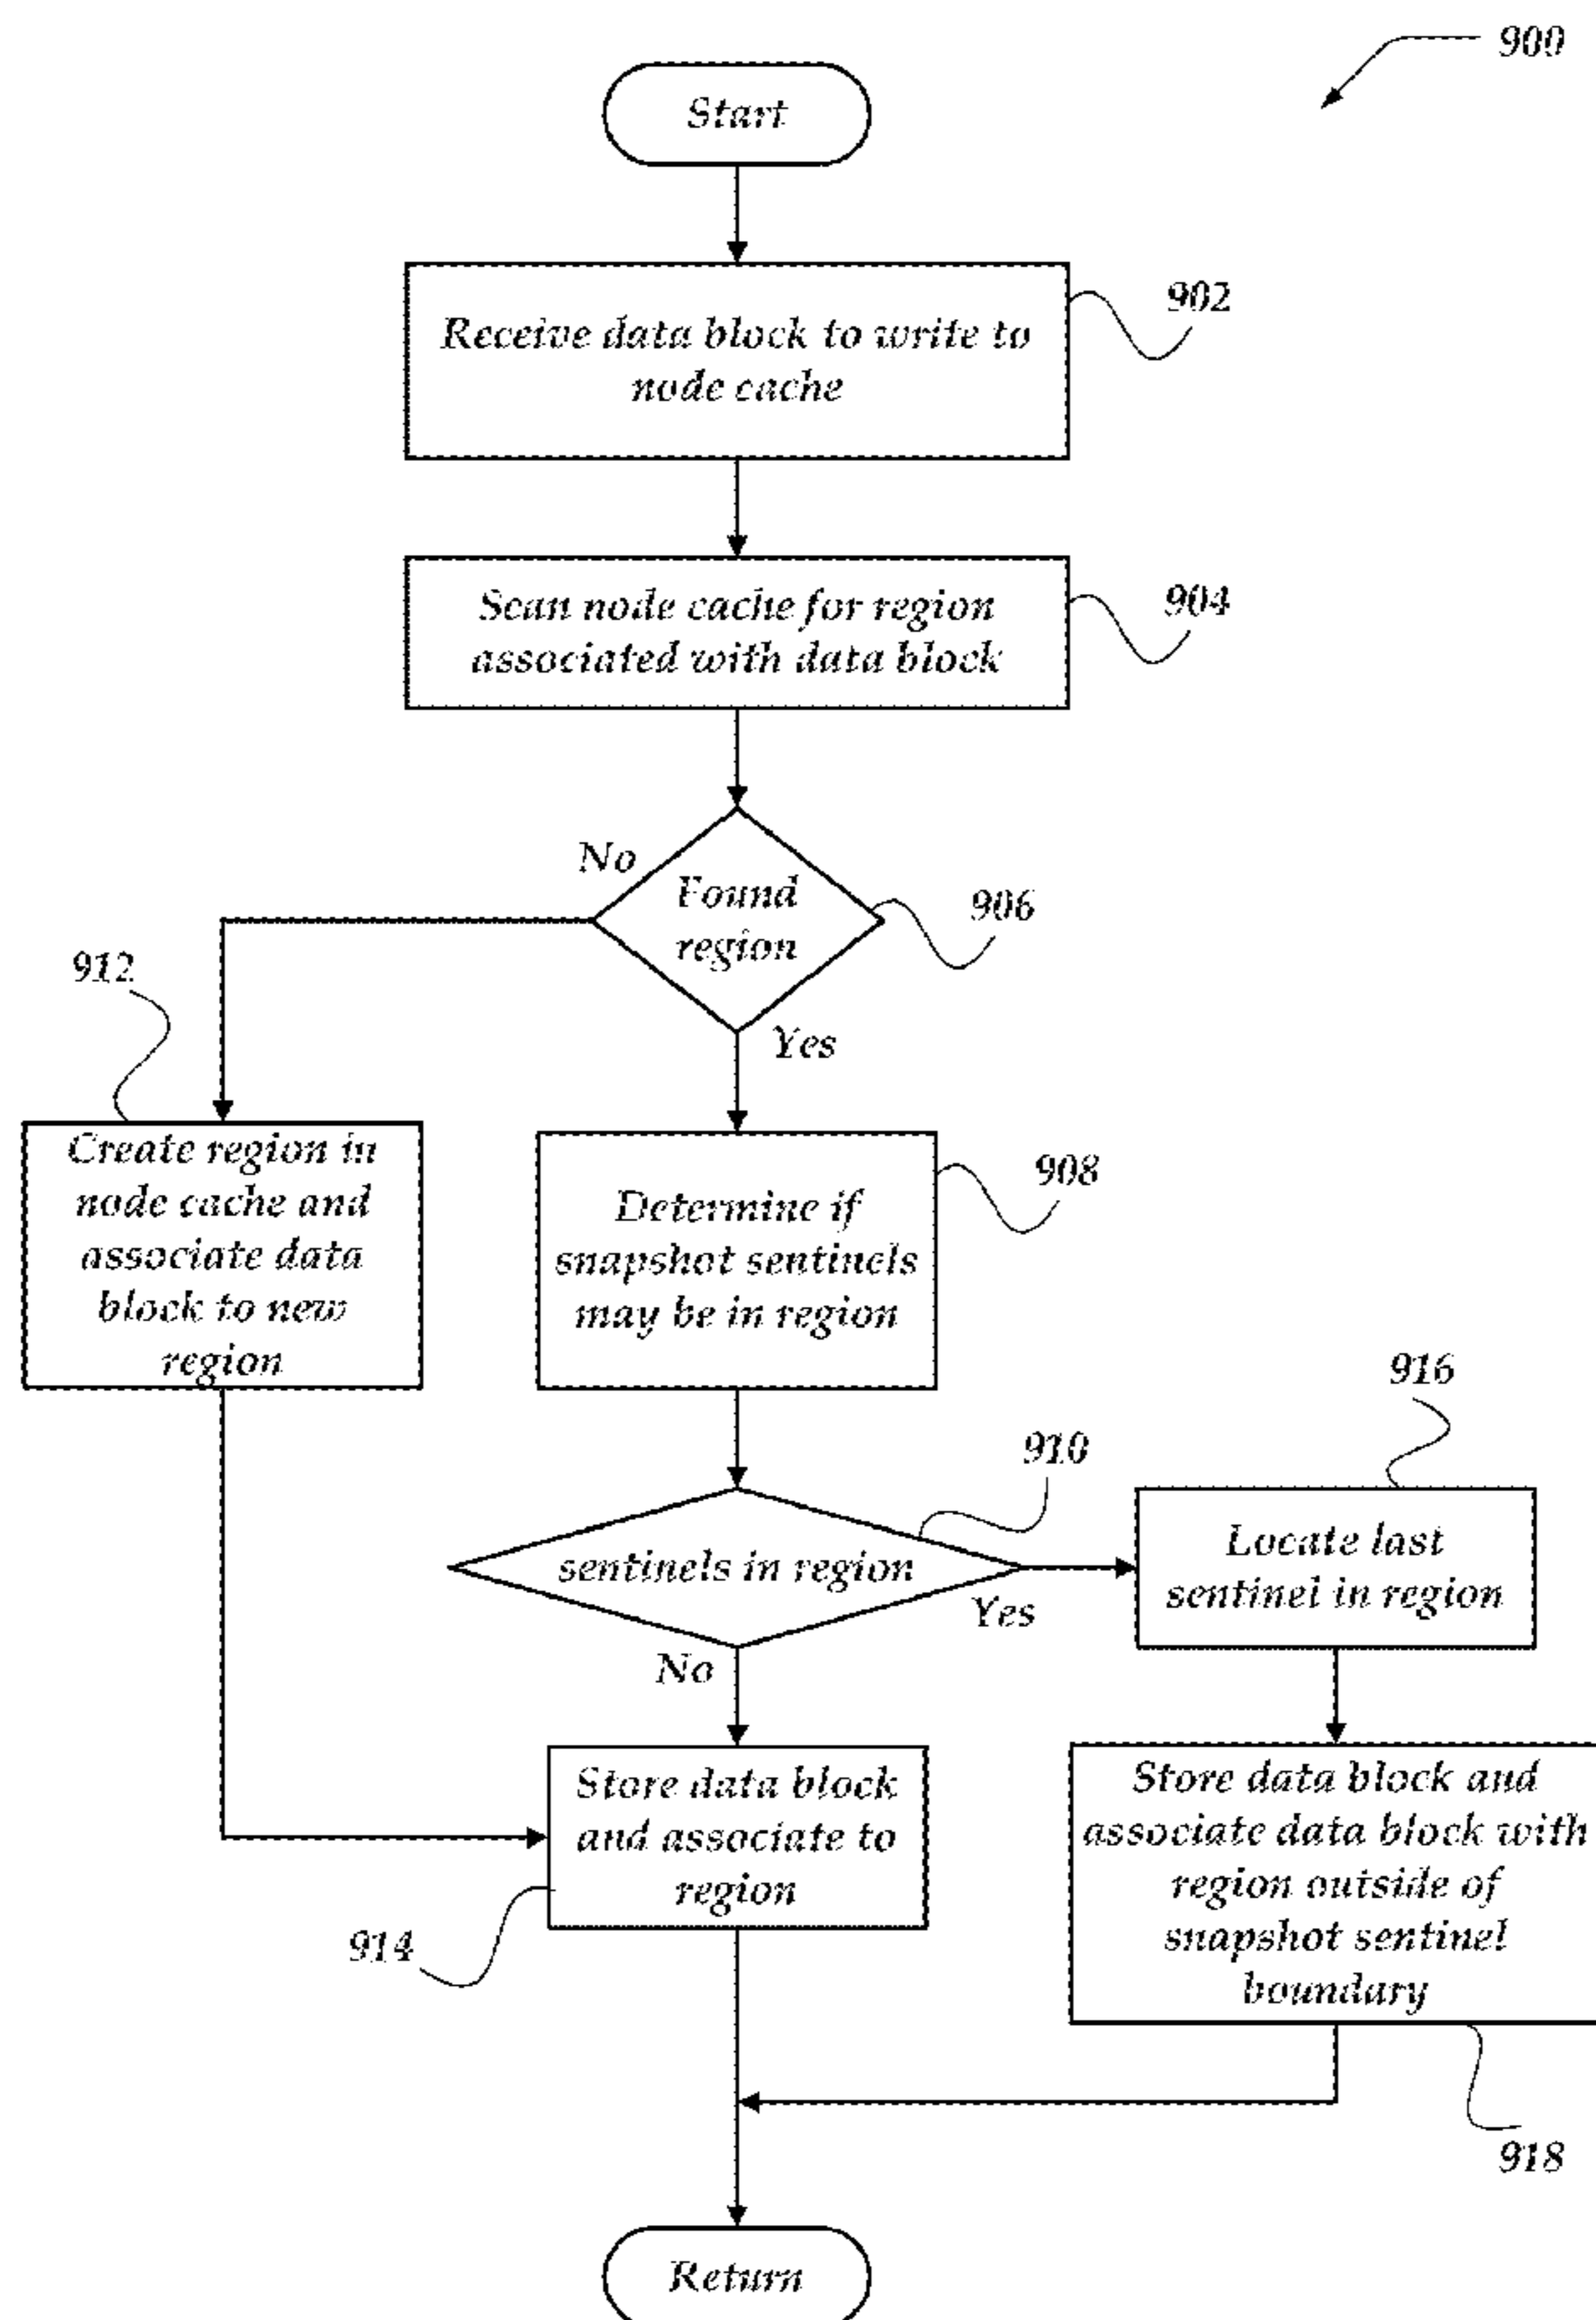 900
Start
Receive data block to write to
node cache
902
Scan node cache for region
associated with data block
904
No
Found
region
906
Yes
912
Create region in
node cache and
associate data
block to new
region
Determine if
snapshot sentinels
may be in region
908
910
sentinels in region
Yes
No
916
Locate last
sentinel in region
Store data block
and associate to
region
914
Store data block and
associate data block with
region outside of
snapshot sentinel
boundary
918
Return